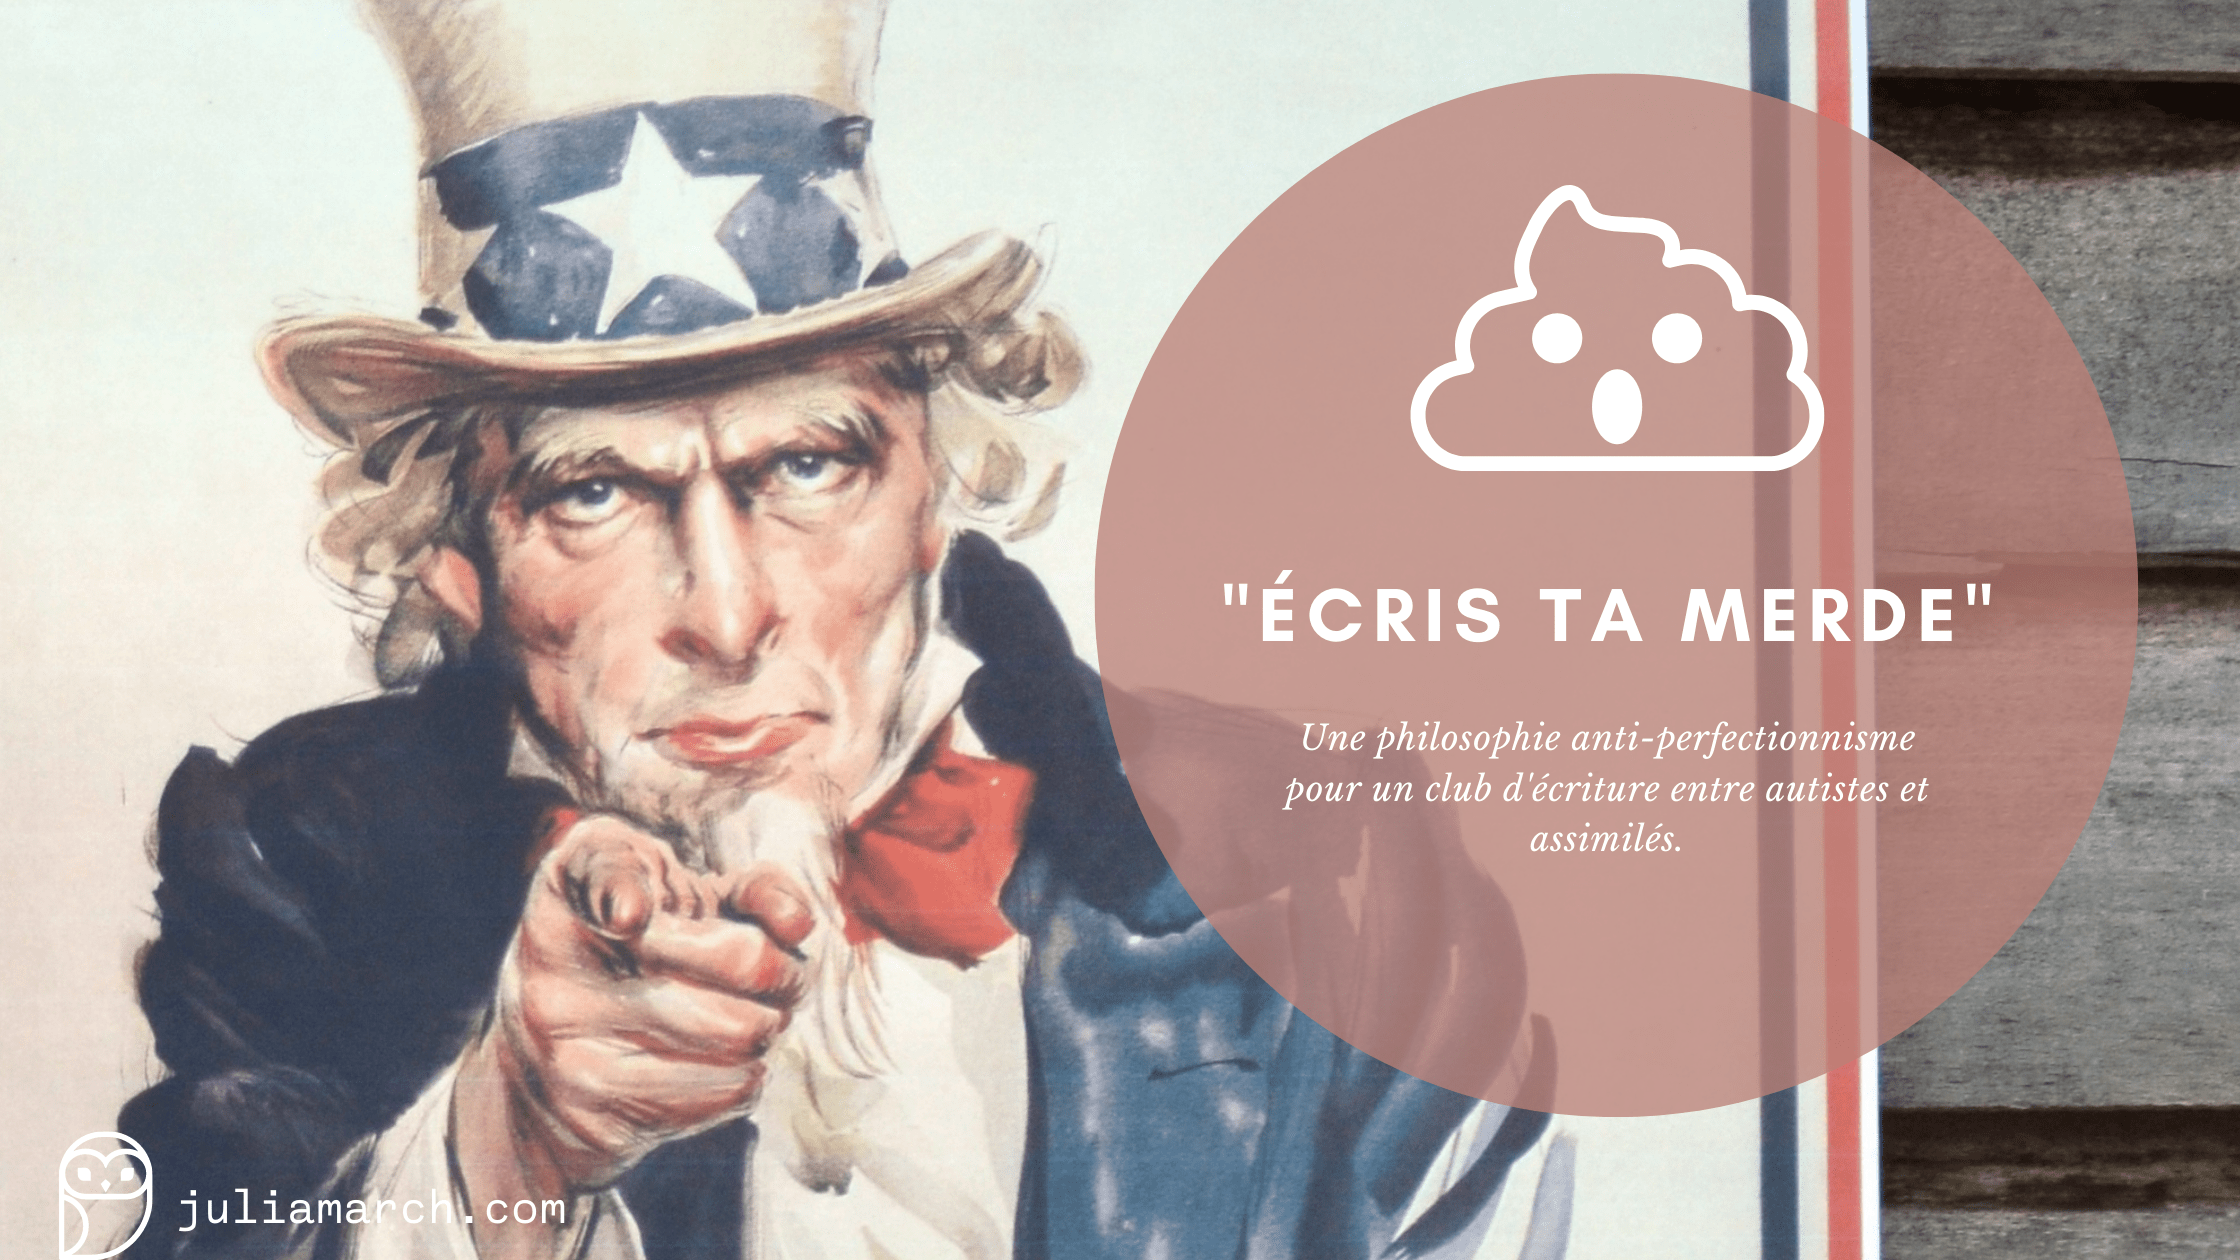 "ÉCRIS TA MERDE"
Une philosophie anti-perfectionnisme
pour un club d'écriture entre autistes et
assimilés.
juliamarch.com